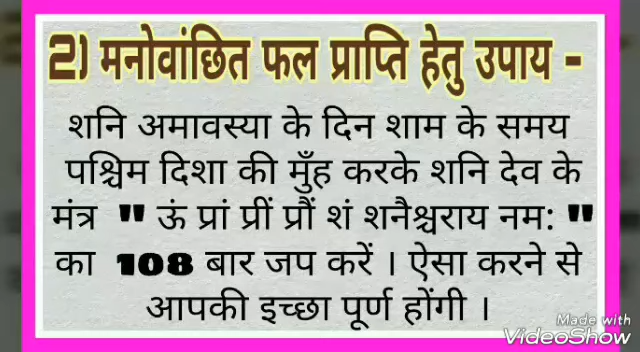 2) मनोवांछित फल प्राप्ति हेतु उपाय -
शनि अमावस्या के दिन शाम के समय
पश्चिम दिशा की मुँह करके शनि देव के
मंत्र " ऊं प्रां प्रीं प्रौं शं शनैश्चराय नम: "
का 108 बार जप करें । ऐसा करने से
आपकी इच्छा पूर्ण होंगी ।
Made with
VideoShow